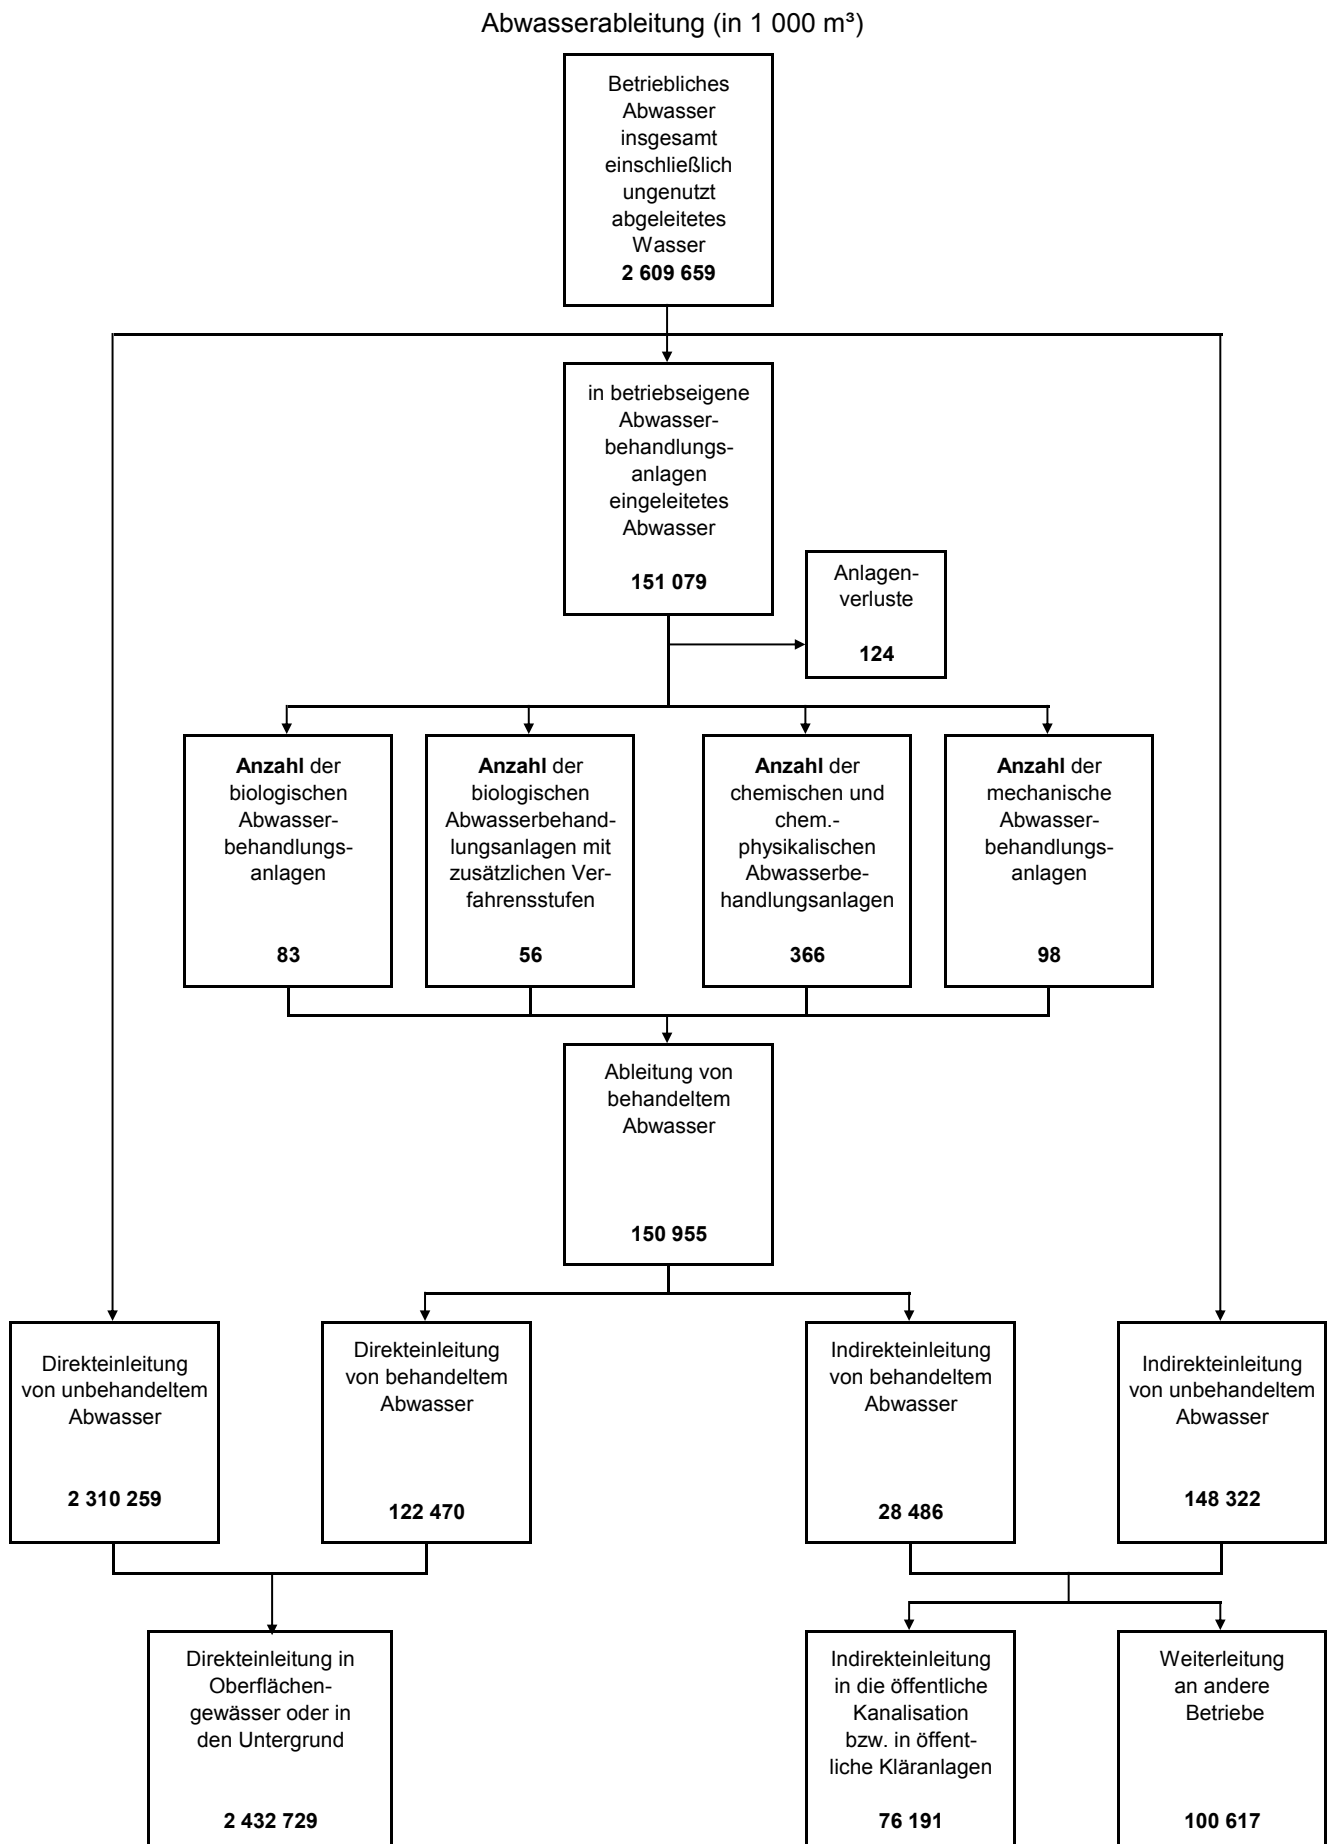 Abwasserableitung (in 1 000 m³)
Betriebliches
Abwasser
insgesamt
einschließlich
ungenutzt
abgeleitetes
Wasser
2 609 659
in betriebseigene
Abwasser-
behandlungs-
anlagen
eingeleitetes
Abwasser
151 079
Anlagen-
verluste
124
Anzahl der
biologischen
Abwasser-
behandlungs-
anlagen
83
Anzahl der
biologischen
Abwasserbehand-
lungsanlagen mit
zusätzlichen Ver-
fahrensstufen
56
Anzahl der
chemischen und
chem.-
physikalischen
Abwasserbe-
handlungsanlagen
366
Anzahl der
mechanische
Abwasser-
behandlungs-
anlagen
98
Ableitung von
behandeltem
Abwasser
150 955
Direkteinleitung
von unbehandeltem
Abwasser
2 310 259
Direkteinleitung
von behandeltem
Abwasser
122 470
Indirekteinleitung
von behandeltem
Abwasser
28 486
Indirekteinleitung
von unbehandeltem
Abwasser
148 322
Direkteinleitung in
Oberflächen-
gewässer oder in
den Untergrund
2 432 729
Indirekteinleitung
in die öffentliche
Kanalisation
bzw. in öffent-
liche Kläranlagen
76 191
Weiterleitung
an andere
Betriebe
100 617